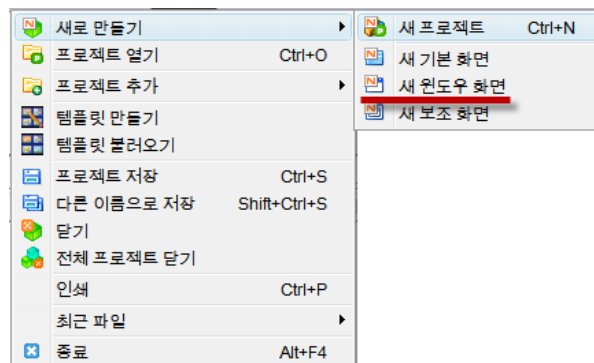 새로 만들기
프로젝트 열기 Ctrl+O
프로젝트 추가
템플릿 만들기
템플릿 불러오기
프로젝트 저장 Ctrl+S
다른 이름으로 저장 Shift+Ctrl+S
닫기
전체 프로젝트 닫기
인쇄 Ctrl+P
최근 파일
종료 Alt+F4
새 프로젝트 Ctrl+N
새 기본 화면
새 윈도우 화면
새 보조 화면